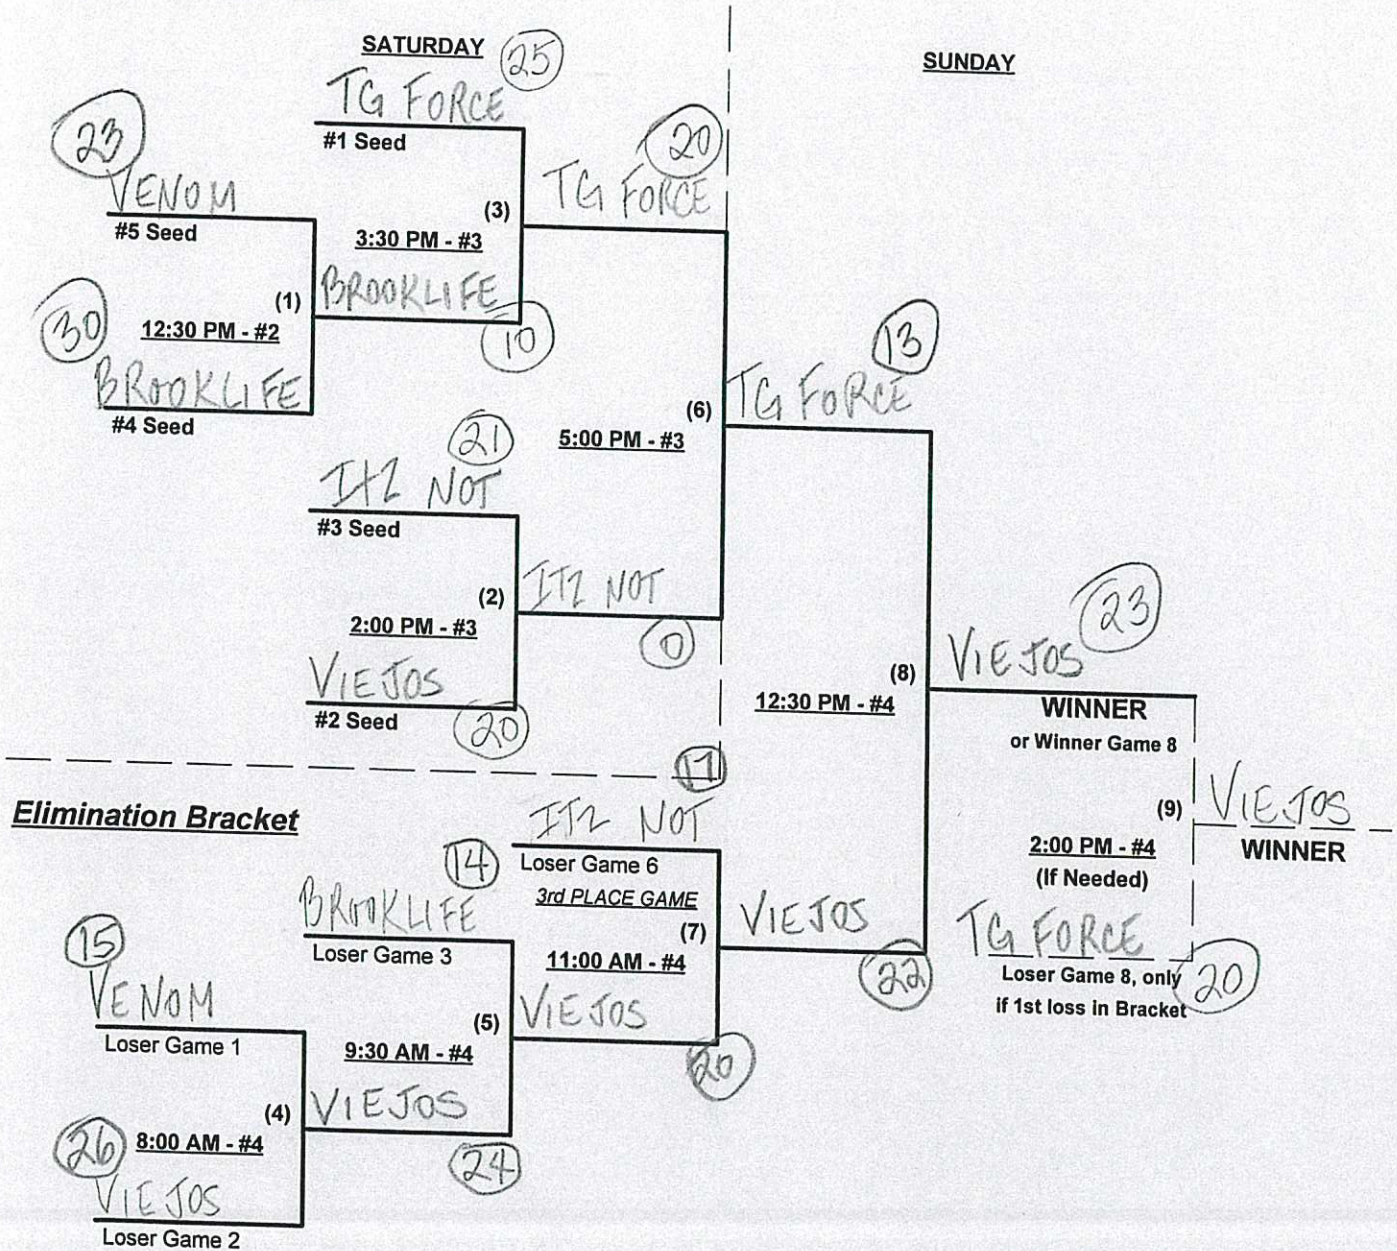 SATURDAY
SUNDAY
25
TG FORCE
#1 Seed
23
VENOM
#5 Seed
20
TG FORCE
(3)
3:30 PM - #3
BROOKLIFE
10
(1)
12:30 PM - #2
30
BROOKLIFE
#4 Seed
13
TG FORCE
(6)
5:00 PM - #3
21
ITZ NOT
#3 Seed
(2)
2:00 PM - #3
ITZ NOT
0
VIEJOS
#2 Seed
20
23
VIEJOS
(8)
12:30 PM - #4
WINNER
or Winner Game 8
Elimination Bracket
17
ITZ NOT
Loser Game 6
3rd PLACE GAME
(7)
11:00 AM - #4
14
BROOKLIFE
Loser Game 3
(5)
9:30 AM - #4
VIEJOS
20
VIEJOS
22
(9)
2:00 PM - #4
(If Needed)
VIEJOS
WINNER
TG FORCE
Loser Game 8, only
if 1st loss in Bracket
20
15
VENOM
Loser Game 1
(4)
8:00 AM - #4
VIEJOS
24
26
VIEJOS
Loser Game 2